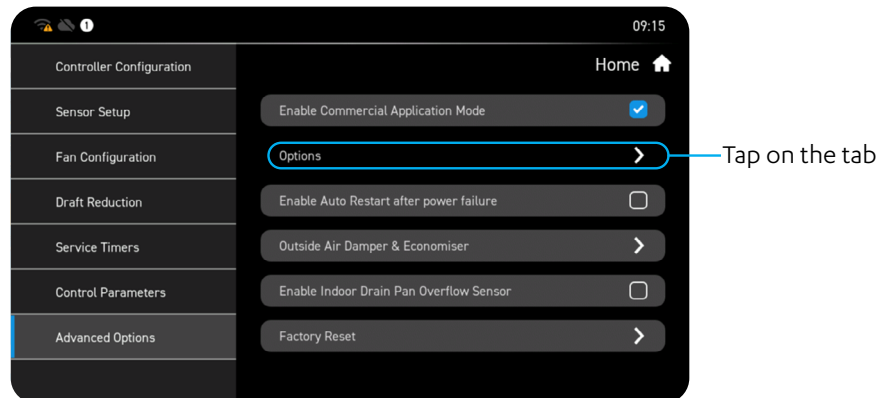 1 09:15
Home
Controller Configuration
Sensor Setup
Fan Configuration
Draft Reduction
Service Timers
Control Parameters
Advanced Options
Enable Commercial Application Mode
Options
Enable Auto Restart after power failure
Outside Air Damper & Economiser
Enable Indoor Drain Pan Overflow Sensor
Factory Reset
Tap on the tab